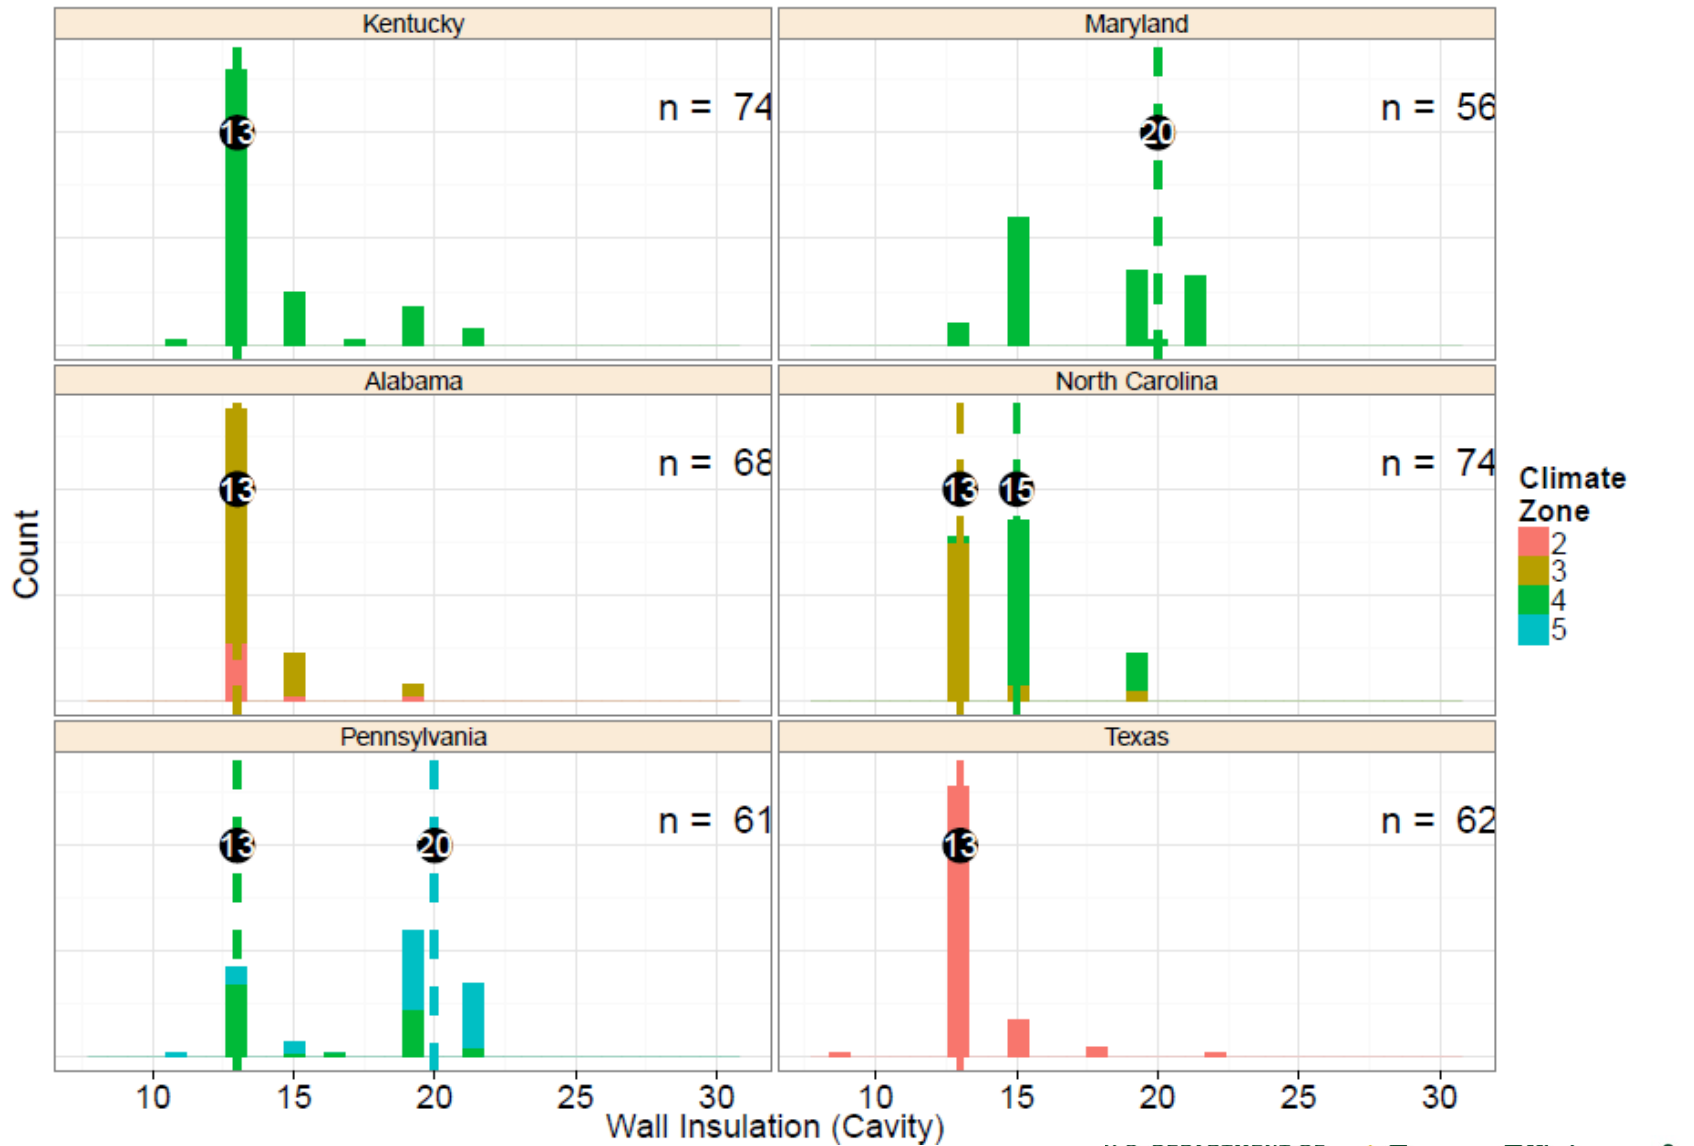 Kentucky
Maryland
n = 74
n = 56
13
20
Alabama
North Carolina
n = 68
n = 74
13
13
15
Climate
Zone
2
3
4
5
Count
Pennsylvania
Texas
n = 61
n = 62
13
20
13
10 15 20 25 30
10 15 20 25 30
Wall Insulation (Cavity)